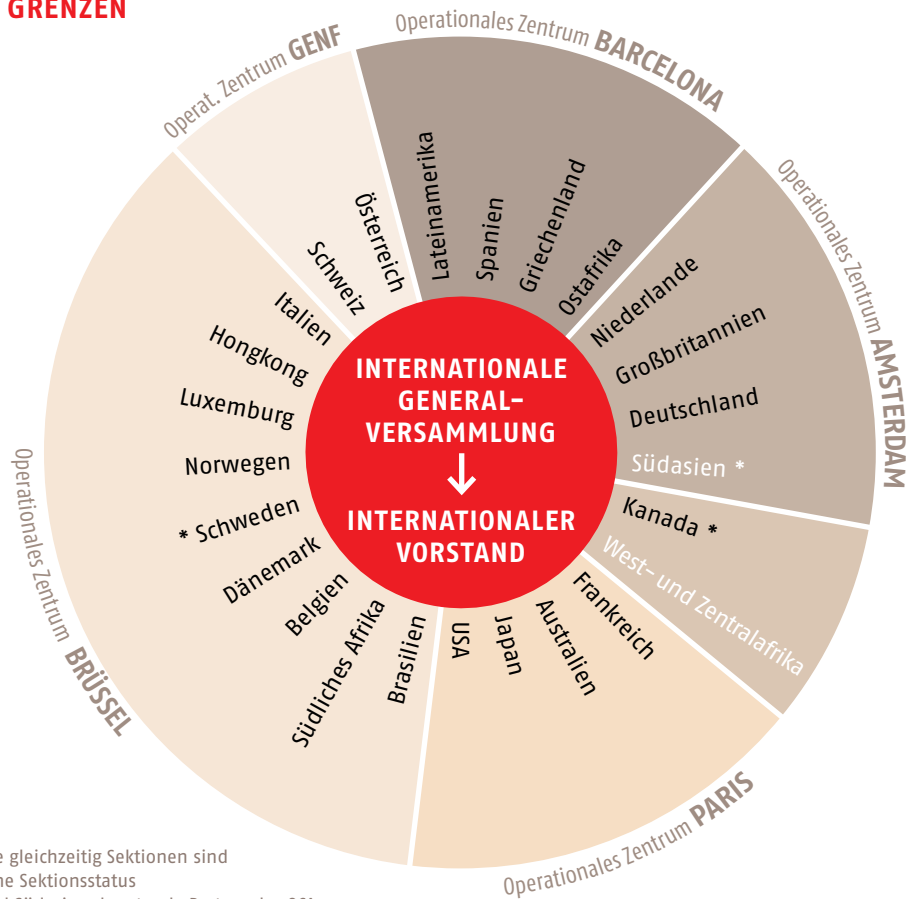 GRENZEN
Operat. Zentrum GENF
Operationales Zentrum BARCELONA
Operationales Zentrum AMSTERDAM
Operationales Zentrum PARIS
Operationales Zentrum BRÜSSEL
Österreich
Schweiz
Lateinamerika
Spanien
Griechenland
Ostafrika
Niederlande
Großbritannien
Deutschland
Südasien *
Kanada *
West- und Zentralafrika
Frankreich
Australien
Japan
USA
Brasilien
Südliches Afrika
Belgien
Dänemark
* Schweden
Norwegen
Luxemburg
Hongkong
Italien
INTERNATIONALE
GENERAL-
VERSAMMLUNG
↓
INTERNATIONALER
VORSTAND
gleichzeitig Sektionen sind
Sektionsstatus